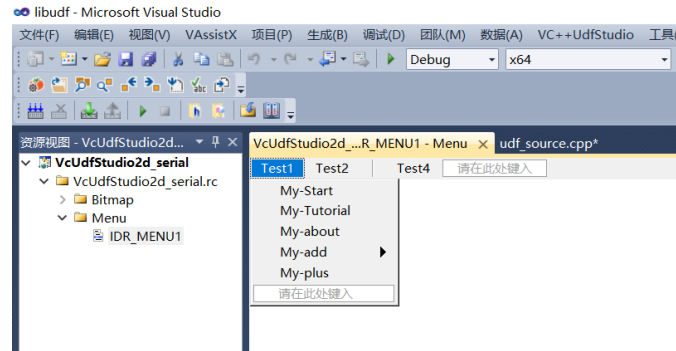 libudf - Microsoft Visual Studio
文件(F) 编辑(E) 视图(V) VAssistX 项目(P) 生成(B) 调试(D) 团队(M) 数据(A) VC++UdfStudio 工具
Debug x64
资源视图 - VcUdfStudio2d... VcUdfStudio2d_...R_MENU1 - Menu udf_source.cpp*
VcUdfStudio2d_serial
VcUdfStudio2d_serial.rc
Bitmap
Menu
IDR_MENU1
Test1 Test2 Test4 请在此处键入
My-Start
My-Tutorial
My-about
My-add
My-plus
请在此处键入